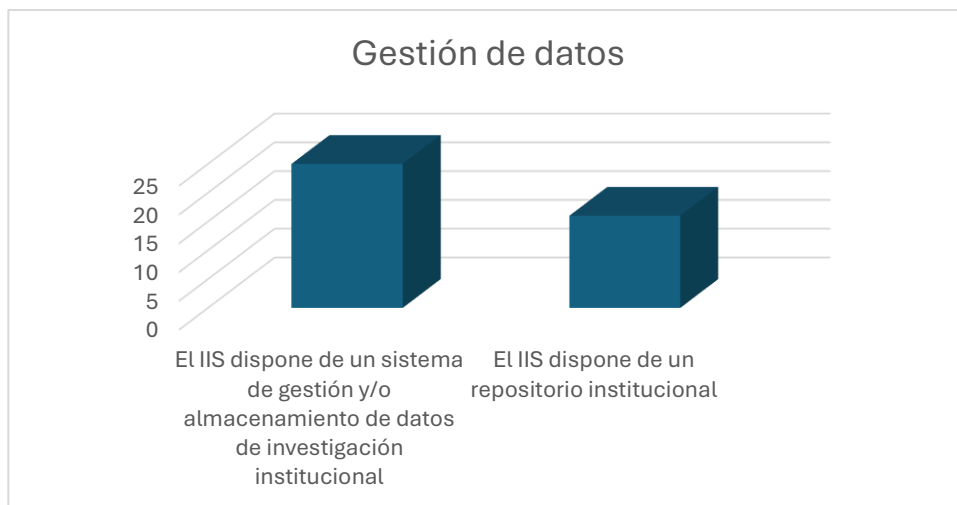 Gestión de datos
25
20
15
10
5
0
El IIS dispone de un sistema
de gestión y/o
almacenamiento de datos
de investigación
institucional
El IIS dispone de un
repositorio institucional